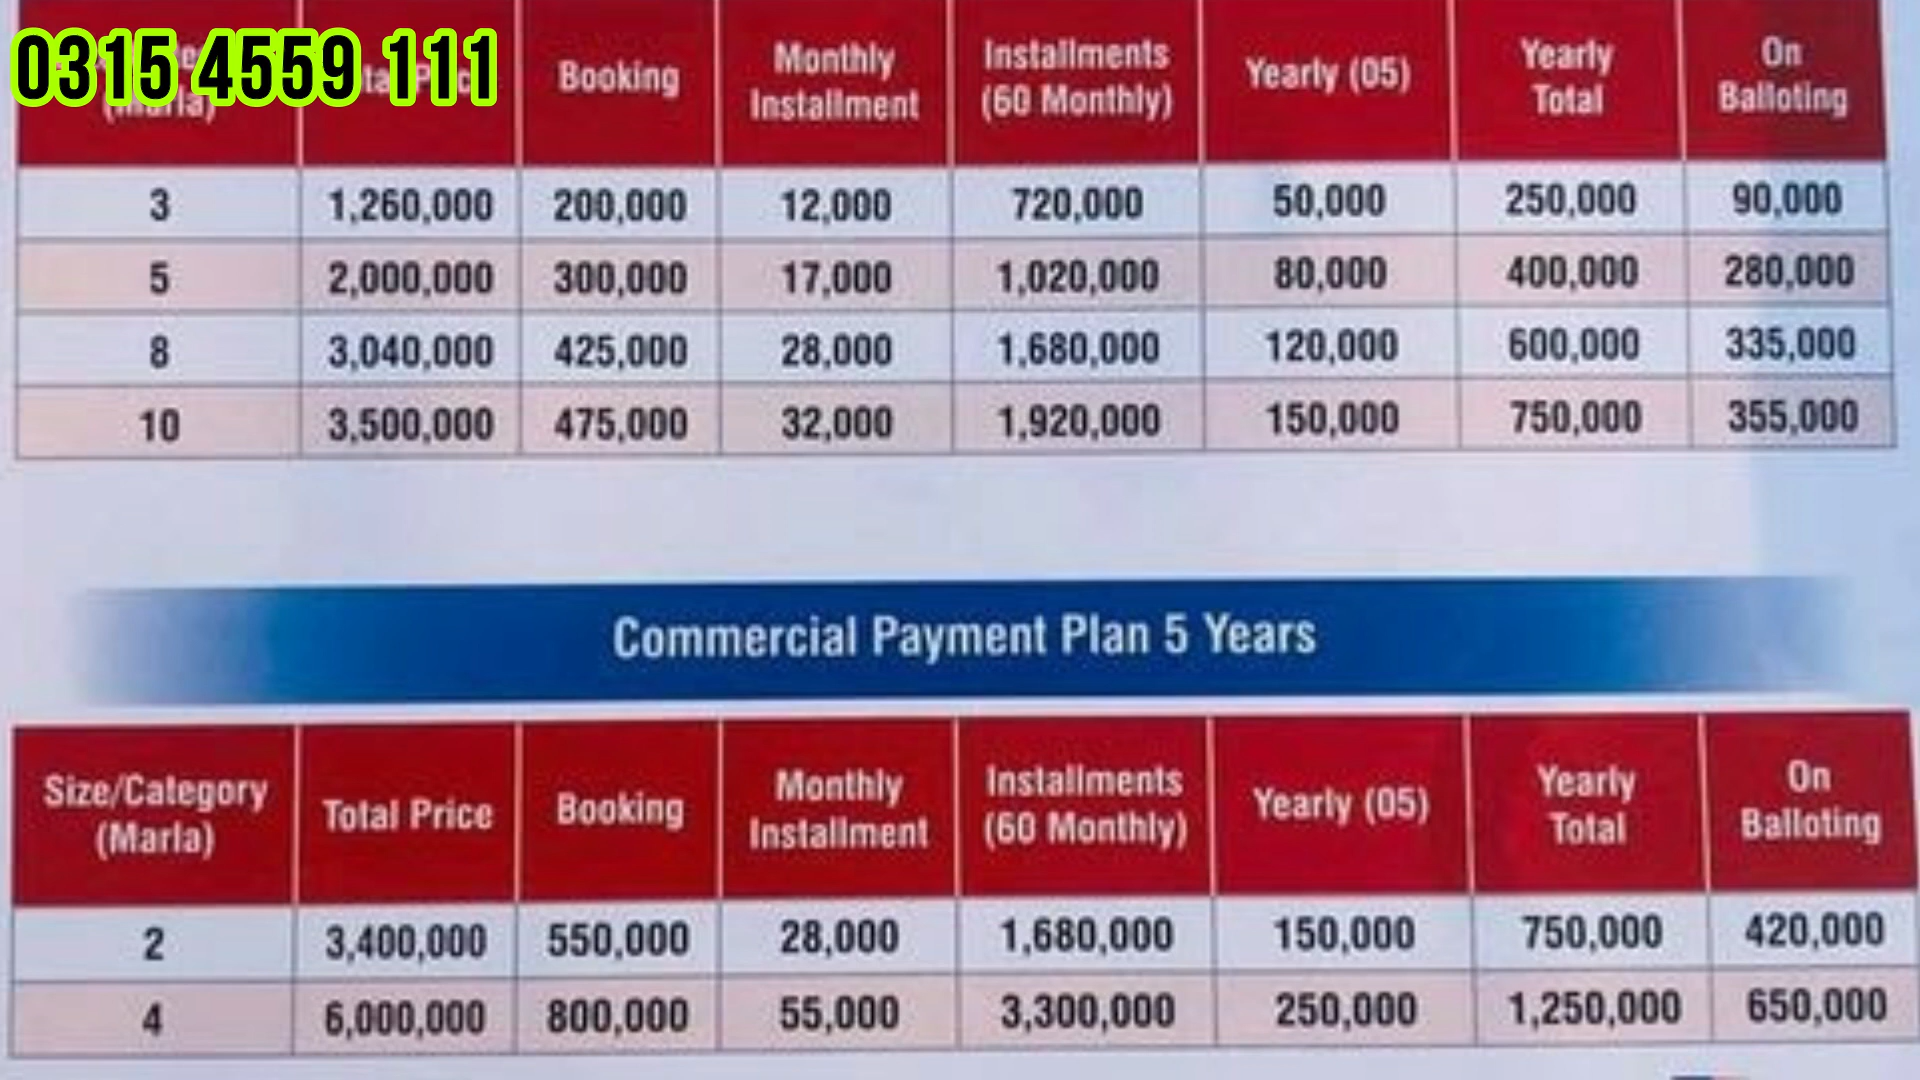 0315 4559 111
(Marla)
Booking
Monthly
Installment
Installments
(60 Monthly)
Yearly (05)
Yearly
Total
On
Balloting
3 1,260,000 200,000 12,000 720,000 50,000 250,000 90,000
5 2,000,000 300,000 17,000 1,020,000 80,000 400,000 280,000
8 3,040,000 425,000 28,000 1,680,000 120,000 600,000 335,000
10 3,500,000 475,000 32,000 1,920,000 150,000 750,000 355,000
Commercial Payment Plan 5 Years
Size/Category
(Marla)
Total Price
Booking
Monthly
Installment
Installments
(60 Monthly)
Yearly (05)
Yearly
Total
On
Balloting
2 3,400,000 550,000 28,000 1,680,000 150,000 750,000 420,000
4 6,000,000 800,000 55,000 3,300,000 250,000 1,250,000 650,000